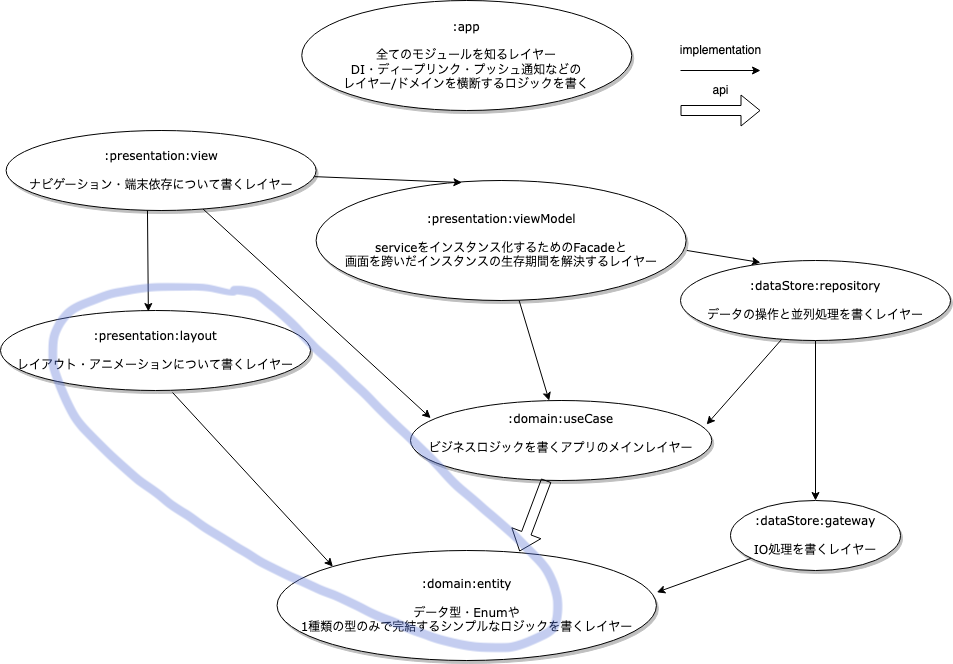 :app
全てのモジュールを知るレイヤー
DI・ディープリンク・プッシュ通知などの
レイヤー/ドメインを横断するロジックを書く
implementation
api
:presentation:view
ナビゲーション・端末依存について書くレイヤー
:presentation:viewModel
serviceをインスタンス化するためのFacadeと
画面を跨いだインスタンスの生存期間を解決するレイヤー
:dataStore:repository
データの操作と並列処理を書くレイヤー
:presentation:layout
レイアウト・アニメーションについて書くレイヤー
:domain:useCase
ビジネスロジックを書くアプリのメインレイヤー
:dataStore:gateway
IO処理を書くレイヤー
:domain:entity
データ型・Enumや
1種類の型のみで完結するシンプルなロジックを書くレイヤー